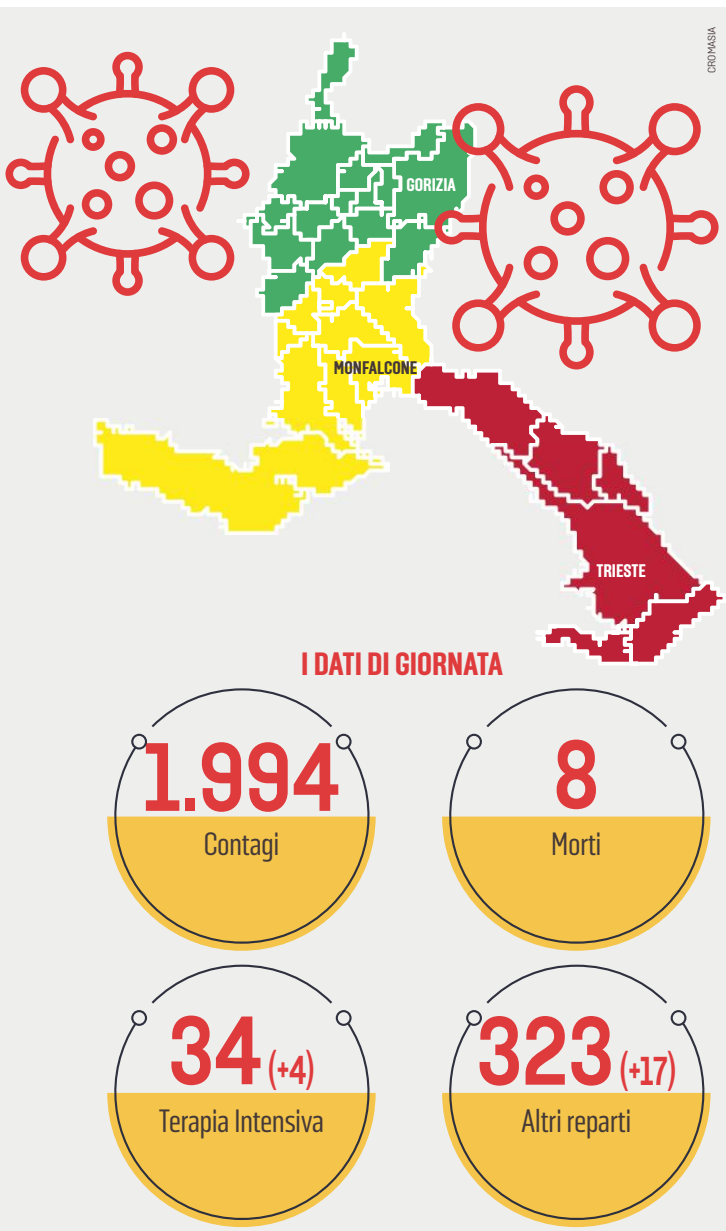 CROMASIA
GORIZIA
MONFALCONE
TRIESTE
I DATI DI GIORNATA
1.994
Contagi
8
Morti
34 (+4)
Terapia Intensiva
323 (+17)
Altri reparti